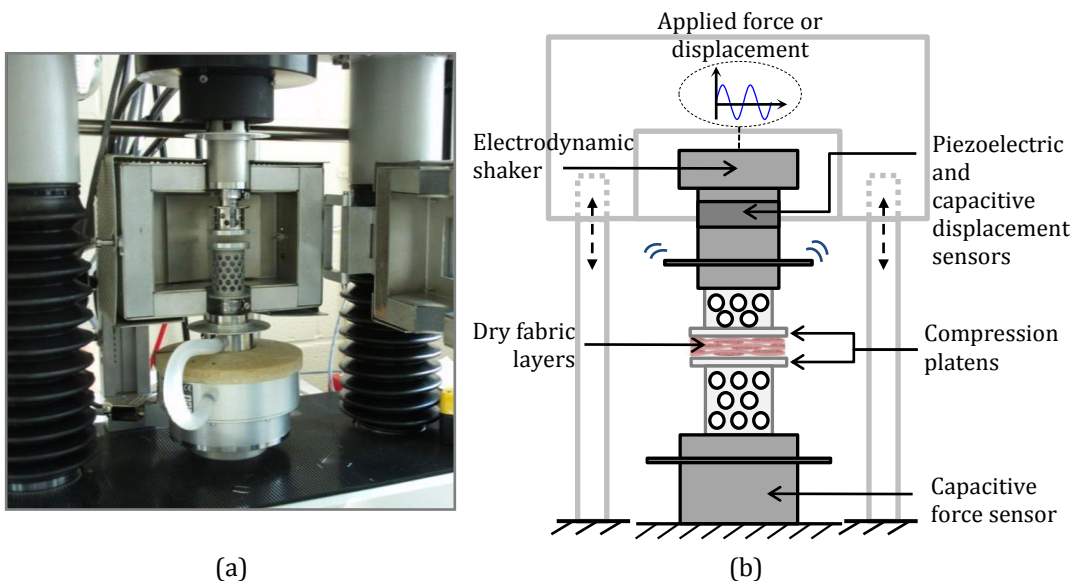 Applied force or
displacement
Electrodynamic
shaker
Piezoelectric
and
capacitive
displacement
sensors
Dry fabric
layers
Compression
platens
Capacitive
force sensor
(a)
(b)